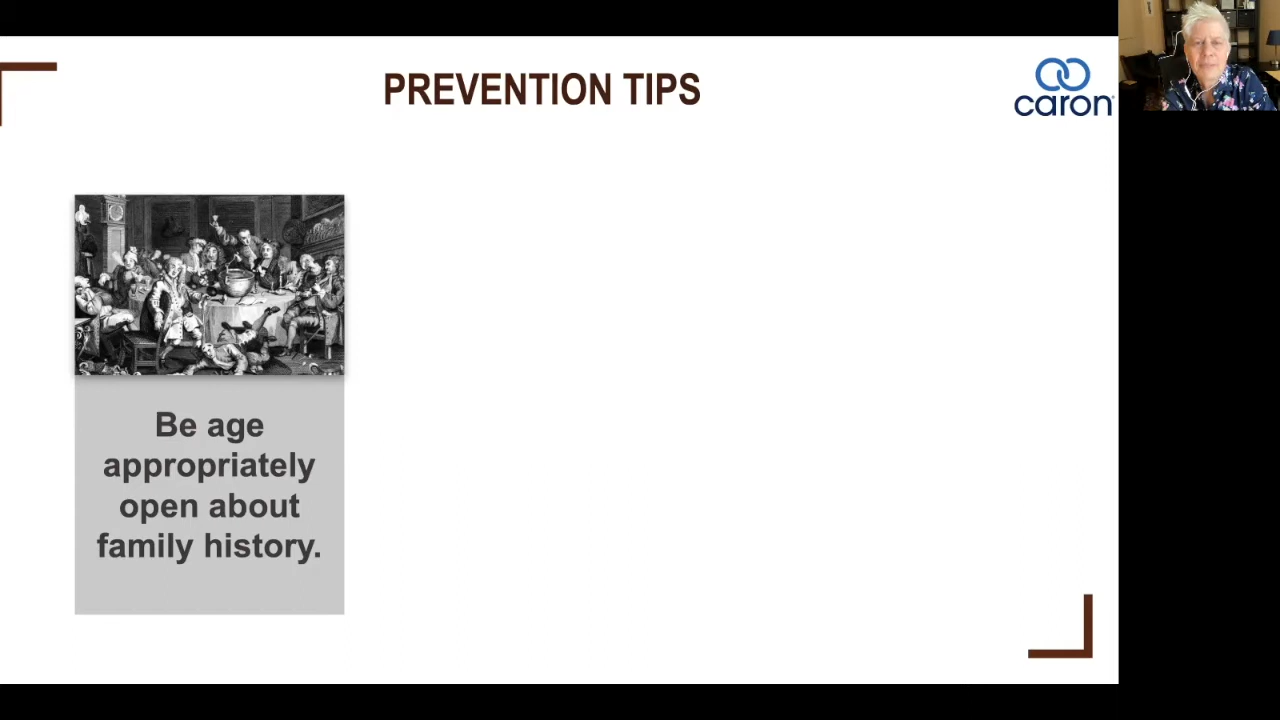 PREVENTION TIPS
caron
Be age
appropriately
open about
family history.